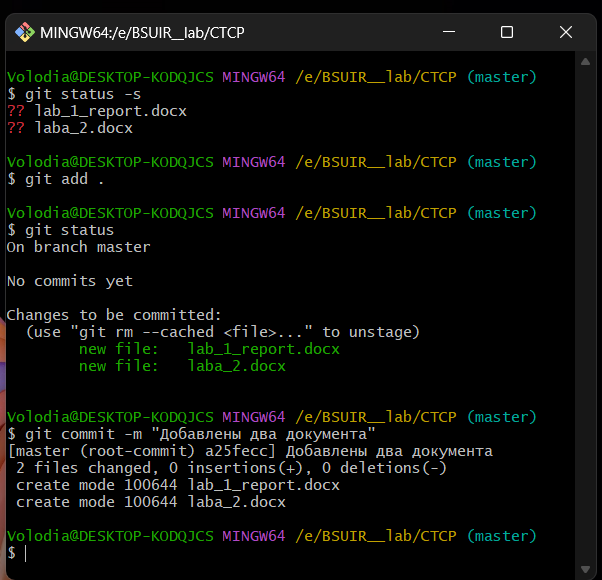 MINGW64:/e/BSUIR__lab/CTCP
Volodia@DESKTOP-KODQJCS MINGW64 /e/BSUIR__lab/CTCP (master)
$ git status -s
?? lab_1_report.docx
?? laba_2.docx
Volodia@DESKTOP-KODQJCS MINGW64 /e/BSUIR__lab/CTCP (master)
$ git add .
Volodia@DESKTOP-KODQJCS MINGW64 /e/BSUIR__lab/CTCP (master)
$ git status
On branch master
No commits yet
Changes to be committed:
  (use "git rm --cached <file>..." to unstage)
        new file:   lab_1_report.docx
        new file:   laba_2.docx
Volodia@DESKTOP-KODQJCS MINGW64 /e/BSUIR__lab/CTCP (master)
$ git commit -m "Добавлены два документа"
[master (root-commit) a25fecc] Добавлены два документа
 2 files changed, 0 insertions(+), 0 deletions(-)
 create mode 100644 lab_1_report.docx
 create mode 100644 laba_2.docx
Volodia@DESKTOP-KODQJCS MINGW64 /e/BSUIR__lab/CTCP (master)
$